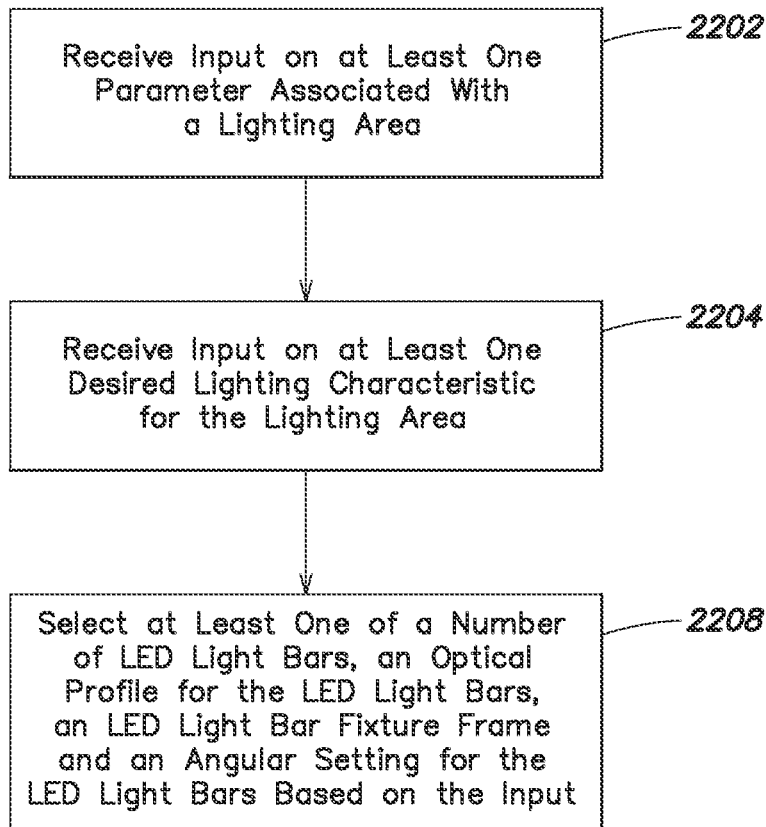 Receive Input on at Least One
Parameter Associated With
a Lighting Area
2202
Receive Input on at Least One
Desired Lighting Characteristic
for the Lighting Area
2204
Select at Least One of a Number
of LED Light Bars, an Optical
Profile for the LED Light Bars,
an LED Light Bar Fixture Frame
and an Angular Setting for the
LED Light Bars Based on the Input
2208